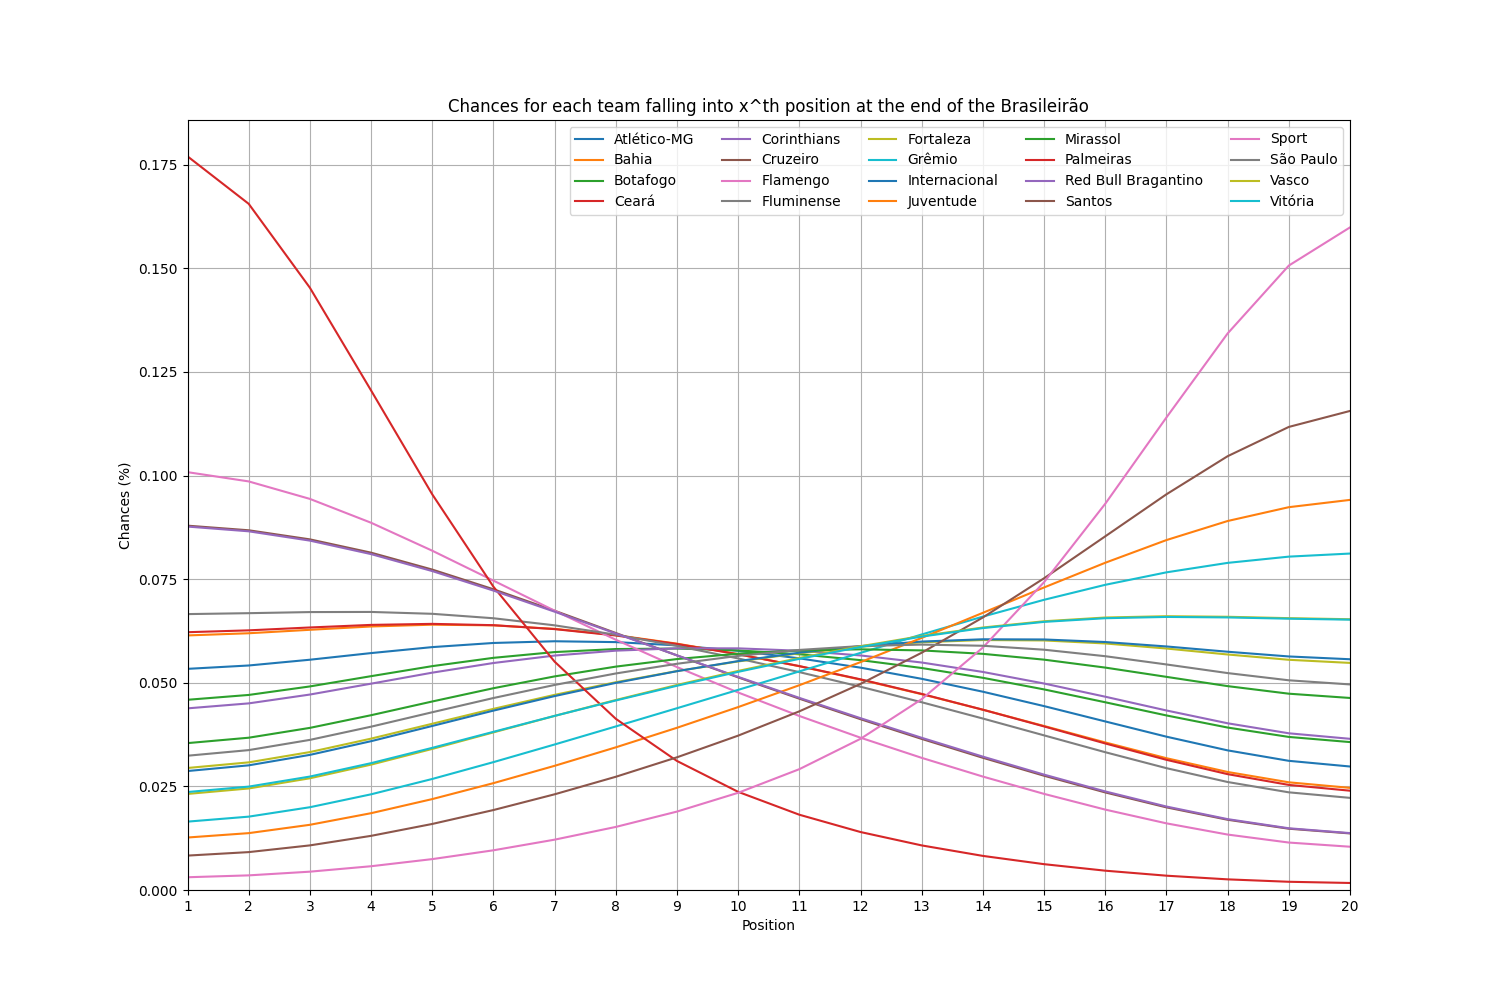 Chances for each team falling into x^th position at the end of the Brasileirão
Atlético-MG
Bahia
Botafogo
Ceará
Corinthians
Cruzeiro
Flamengo
Fluminense
Fortaleza
Grêmio
Internacional
Juventude
Mirassol
Palmeiras
Red Bull Bragantino
Santos
Sport
São Paulo
Vasco
Vitória
Chances (%)
0.175
0.150
0.125
0.100
0.075
0.050
0.025
0.000
1 2 3 4 5 6 7 8 9 10 11 12 13 14 15 16 17 18 19 20
Position